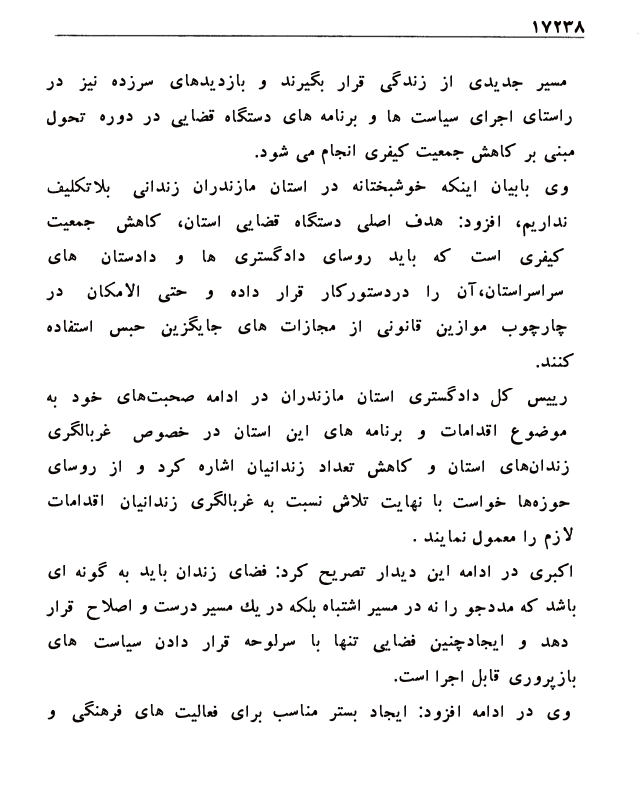 ۱۷۲۳۸
مسیر جدیدی از زندگی قرار بگیرند و بازدیدهای سرزده نیز در
راستای اجرای سیاست ها و برنامه های دستگاه قضایی در دوره تحول
مبنی بر کاهش جمعیت کیفری انجام می شود.
وی بابیان اینکه خوشبختانه در استان مازندران زندانی بلاتکلیف
نداریم، افزود: هدف اصلی دستگاه قضایی استان، کاهش جمعیت
کیفری است که باید روسای دادگستری ها و دادستان های
سراسراستان،آن را دردستورکار قرار داده و حتی الامکان در
چارچوب موازین قانونی از مجازات های جایگزین حبس استفاده
کنند.
رییس کل دادگستری استان مازندران در ادامه صحبت‌های خود به
موضوع اقدامات و برنامه های این استان در خصوص غربالگری
زندان‌های استان و کاهش تعداد زندانیان اشاره کرد و از روسای
حوزه‌ها خواست با نهایت تلاش نسبت به غربالگری زندانیان اقدامات
لازم را معمول نمایند .
اکبری در ادامه این دیدار تصریح کرد: فضای زندان باید به گونه ای
باشد که مددجو را نه در مسیر اشتباه بلکه در یك مسیر درست و اصلاح قرار
دهد و ایجادچنین فضایی تنها با سرلوحه قرار دادن سیاست های
بازپروری قابل اجرا است.
وی در ادامه افزود: ایجاد بستر مناسب برای فعالیت های فرهنگی و